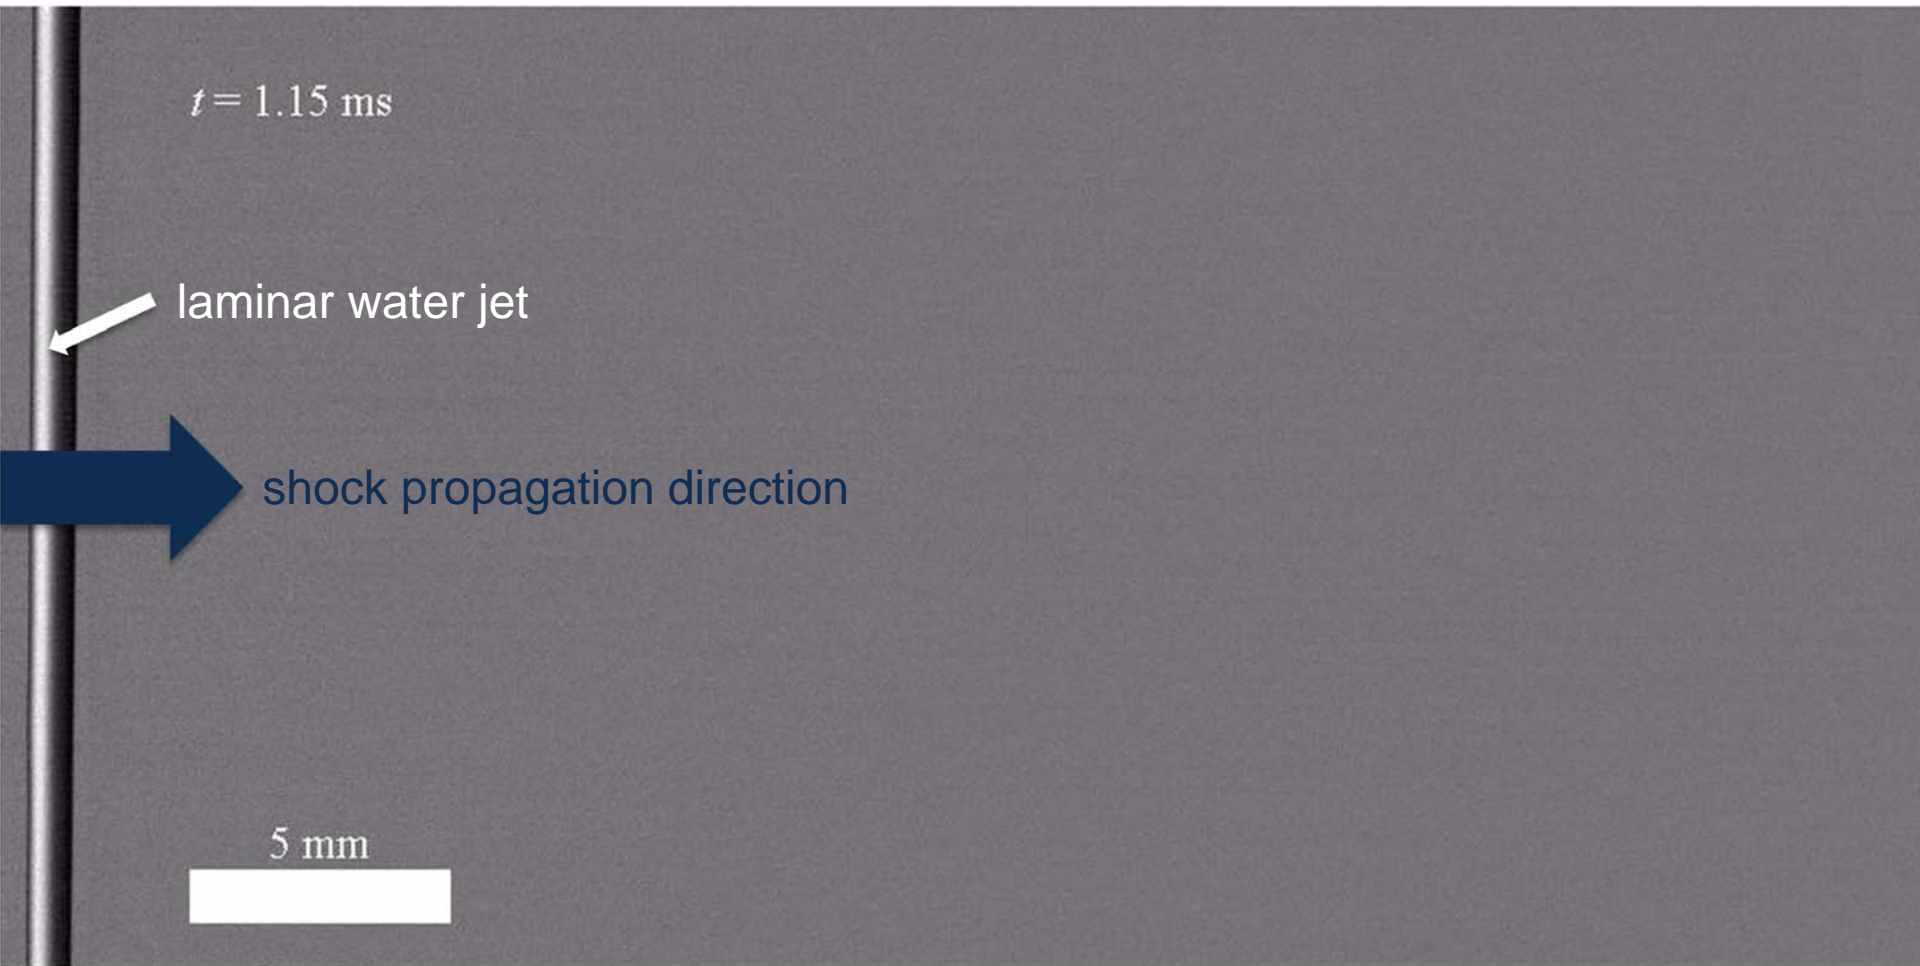 t = 1.15 ms
laminar water jet
shock propagation direction
5 mm